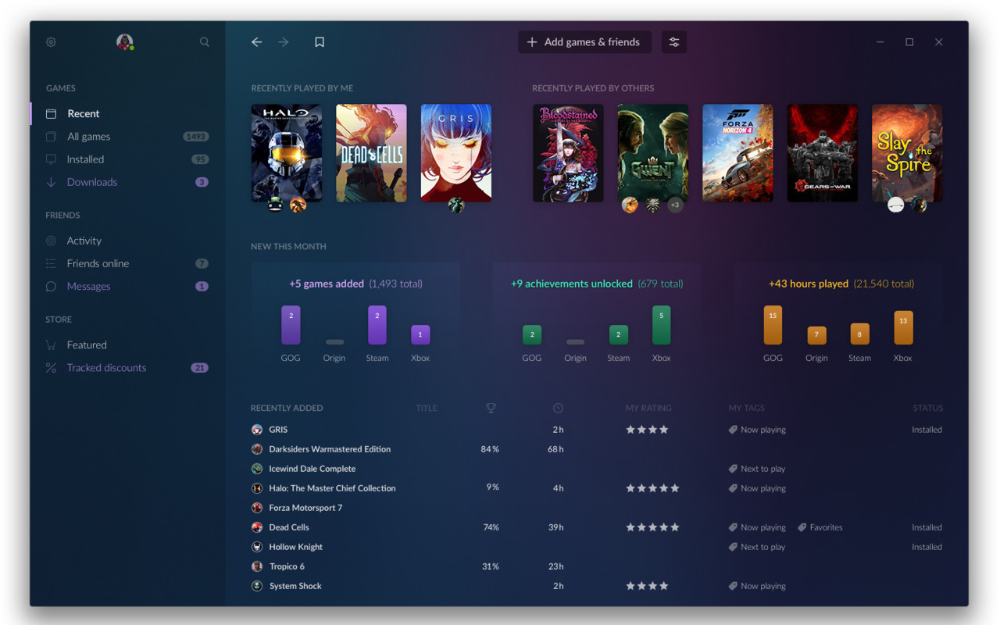 Add games & friends
GAMES
Recent
All games 1493
Installed 95
Downloads 3
FRIENDS
Activity
Friends online 7
Messages 1
STORE
Featured
Tracked discounts 21
RECENTLY PLAYED BY ME
HALO
DEAD CELLS
GRIS
RECENTLY PLAYED BY OTHERS
Bloodstained
GWENT
FORZA
HORIZON 4
GEARS OF WAR
Slay
the
Spire
+3
NEW THIS MONTH
+5 games added (1,493 total)
2 2 1
GOG Origin Steam Xbox
+9 achievements unlocked (679 total)
2 2 5
GOG Origin Steam Xbox
+43 hours played (21,540 total)
15 7 8 13
GOG Origin Steam Xbox
RECENTLY ADDED TITLE MY RATING MY TAGS STATUS
GRIS 2h Now playing Installed
Darksiders Warmastered Edition 84% 68h
Icewind Dale Complete Next to play
Halo: The Master Chief Collection 9% 4h Now playing
Forza Motorsport 7
Dead Cells 74% 39h Now playing Favorites Installed
Hollow Knight Next to play Installed
Tropico 6 31% 23h
System Shock 2h Now playing